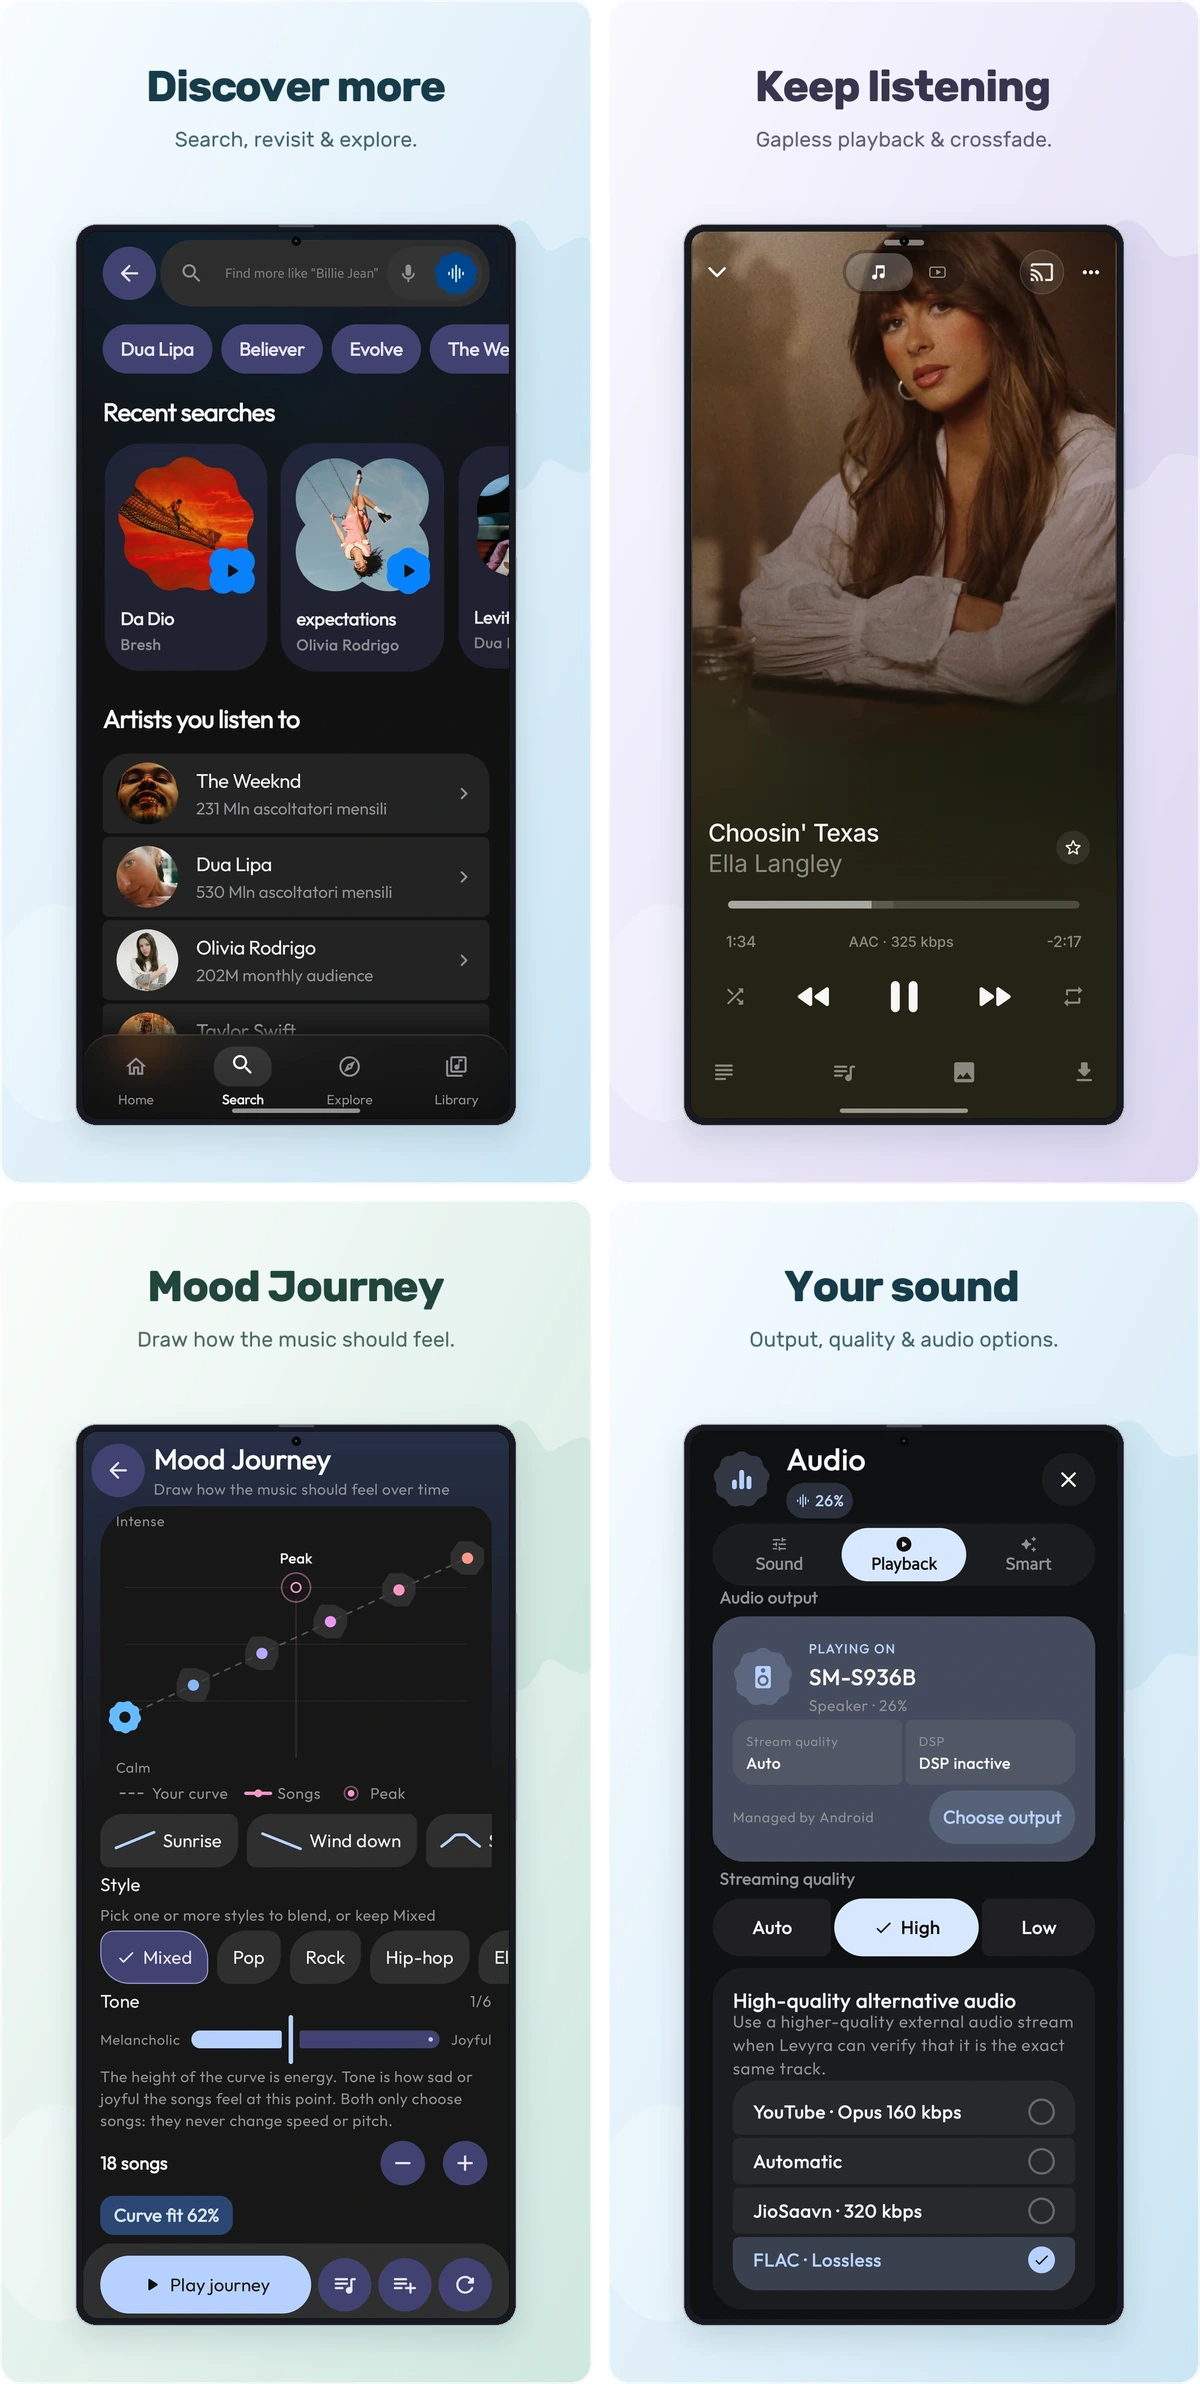 Discover more
Search, revisit & explore.
Find more like "Billie Jean"
Dua Lipa
Believer
Evolve
The We
Recent searches
Da Dio
Bresh
expectations
Olivia Rodrigo
Levit
Dua
Artists you listen to
The Weeknd
231 Mln ascoltatori mensili
Dua Lipa
530 Mln ascoltatori mensili
Olivia Rodrigo
202M monthly audience
Taylor Swift
Home
Search
Explore
Library
Keep listening
Gapless playback & crossfade.
Choosin' Texas
Ella Langley
1:34
AAC · 325 kbps
-2:17
Mood Journey
Draw how the music should feel.
Mood Journey
Draw how the music should feel over time
Intense
Peak
Calm
Your curve
Songs
Peak
Sunrise
Wind down
Style
Pick one or more styles to blend, or keep Mixed
Mixed
Pop
Rock
Hip-hop
El
Tone
1/6
Melancholic
Joyful
The height of the curve is energy. Tone is how sad or
joyful the songs feel at this point. Both only choose
songs: they never change speed or pitch.
18 songs
Curve fit 62%
Play journey
Your sound
Output, quality & audio options.
Audio
26%
Sound
Playback
Smart
Audio output
PLAYING ON
SM-S936B
Speaker · 26%
Stream quality
Auto
DSP
DSP inactive
Managed by Android
Choose output
Streaming quality
Auto
High
Low
High-quality alternative audio
Use a higher-quality external audio stream
when Levyra can verify that it is the exact
same track.
YouTube · Opus 160 kbps
Automatic
JioSaavn · 320 kbps
FLAC · Lossless